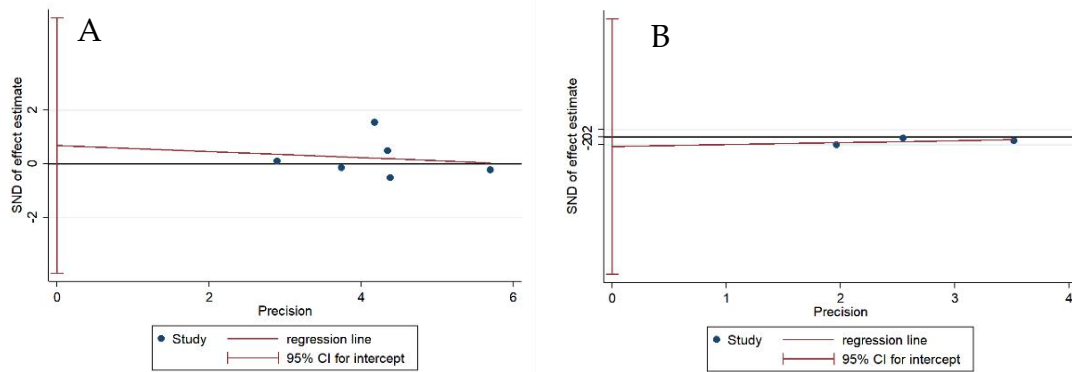 A
SND of effect estimate
2
0
-2
0
2
4
6
Precision
Study
regression line
95% CI for intercept
B
SND of effect estimate
-202
0
1
2
3
4
Precision
Study
regression line
95% CI for intercept